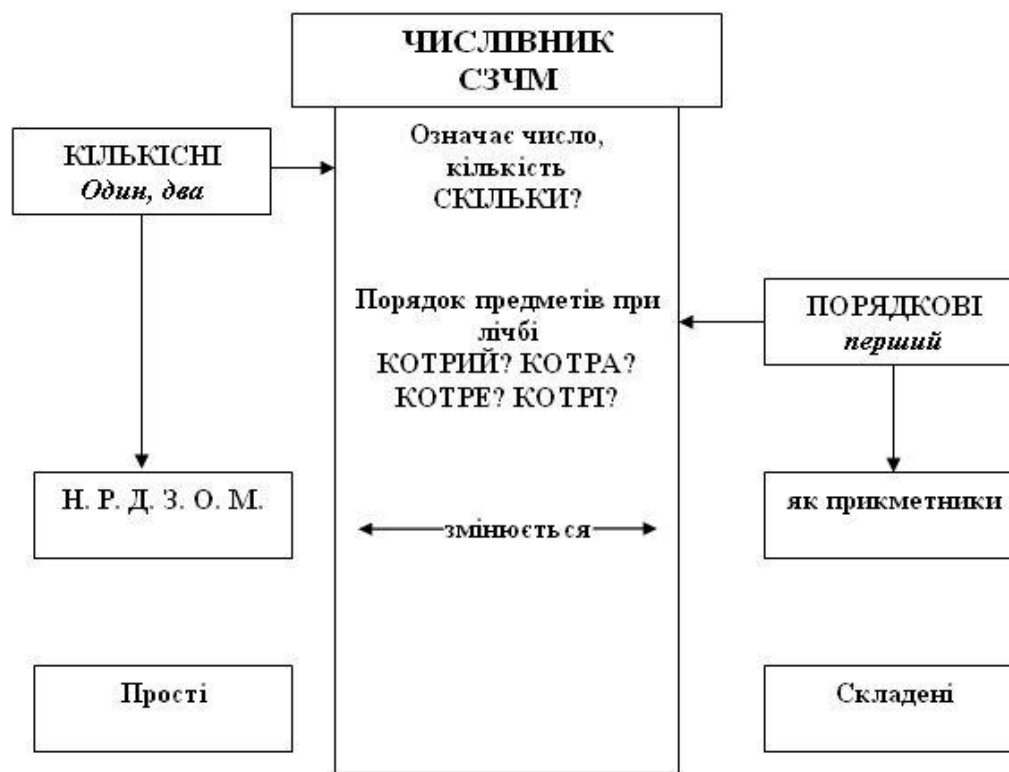 ЧИСЛІВНИК
СЗЧМ
КІЛЬКІСНІ
Один, два
Означає число,
кількість
СКІЛЬКИ?
Порядок предметів при
лічбі
КОТРИЙ? КОТРА?
КОТРЕ? КОТРІ?
ПОРЯДКОВІ
перший
Н. Р. Д. З. О. М.
змінюється
як прикметники
Прості
Складені